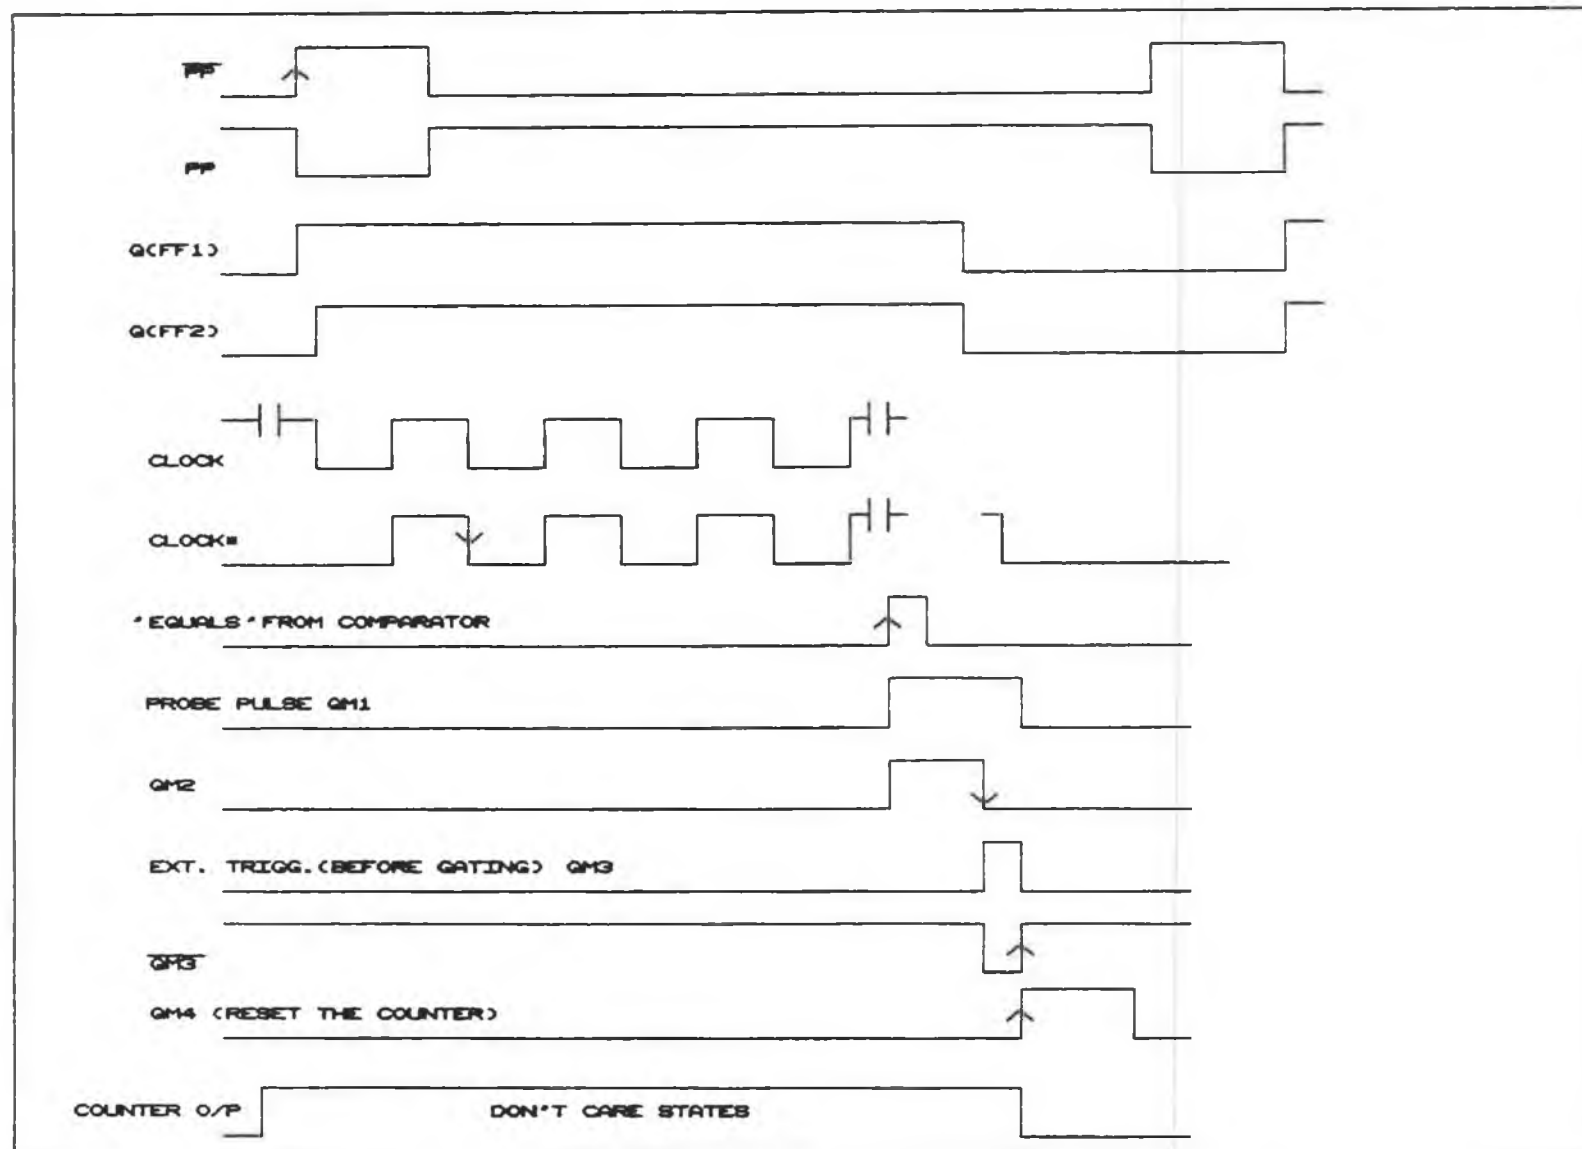 P̅P̅
PP
Q(FF1)
Q(FF2)
CLOCK
CLOCK*
'EQUALS' FROM COMPARATOR
PROBE PULSE QM1
QM2
EXT. TRIGG.(BEFORE GATING) QM3
Q̅M̅3̅
QM4 (RESET THE COUNTER)
COUNTER O/P DON'T CARE STATES